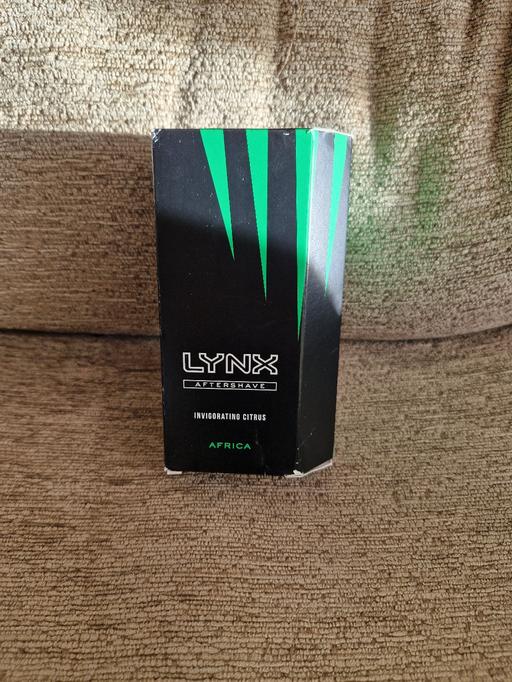 LYNX
AFTERSHAVE
INVIGORATING CITRUS
AFRICA